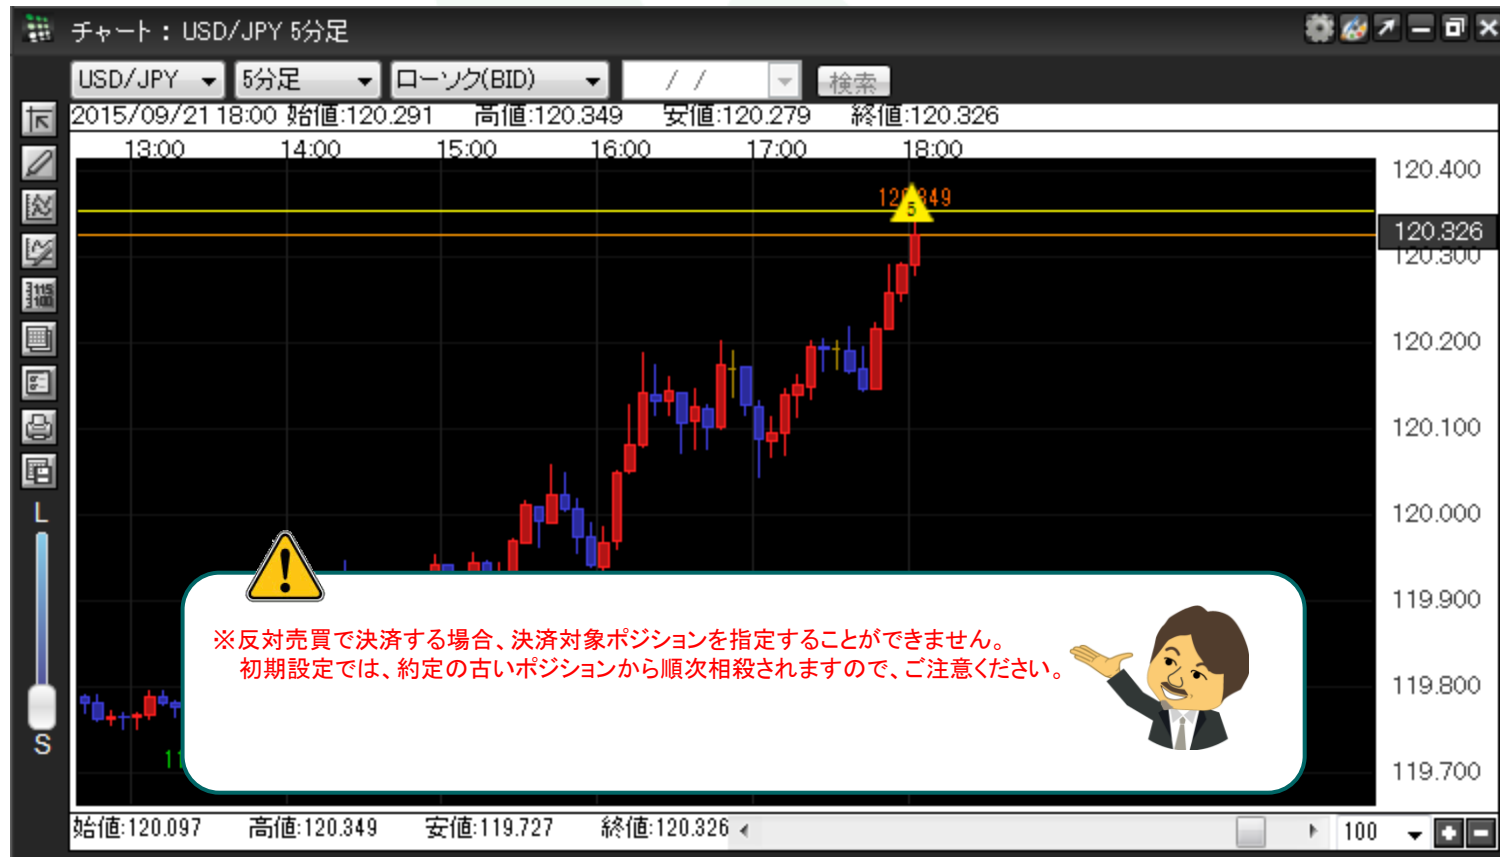 チャート： USD/JPY 5分足
USD/JPY 5分足 ローソク(BID) / / 検索
2015/09/21 18:00 始値:120.291 高値:120.349 安値:120.279 終値:120.326
13:00 14:00 15:00 16:00 17:00 18:00
120.400
5
120.326
120.300
120.200
120.100
120.000
119.900
119.800
119.700
115
100
L
S
※反対売買で決済する場合、決済対象ポジションを指定することができません。
初期設定では、約定の古いポジションから順次相殺されますので、ご注意ください。
始値:120.097 高値:120.349 安値:119.727 終値:120.326 100